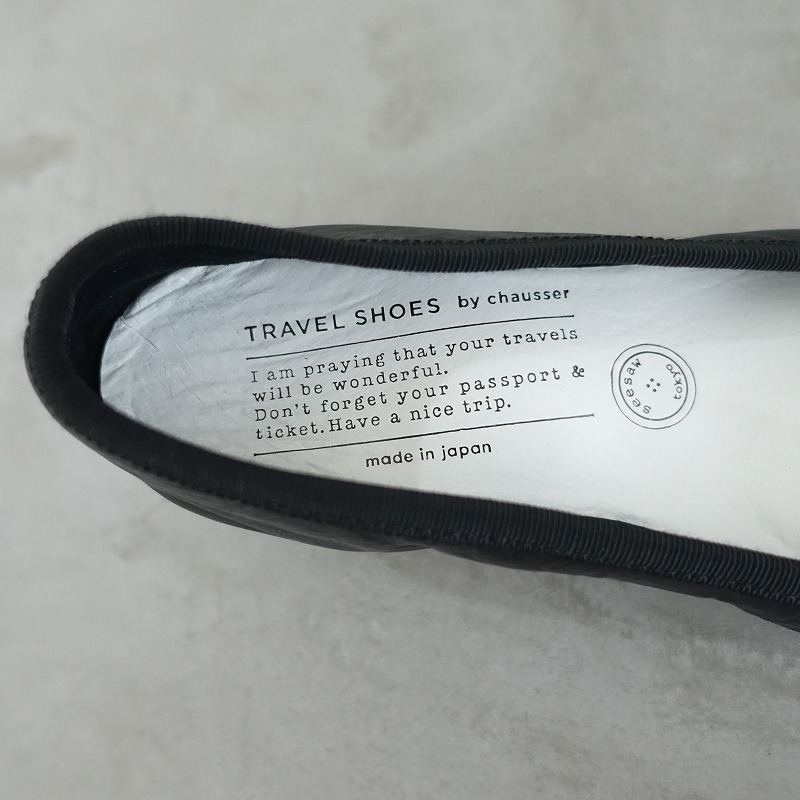 TRAVEL SHOES by chausser
I am praying that your travels
will be wonderful.
Don't forget your passport &
ticket. Have a nice trip.
made in japan
seesaw
tokyo